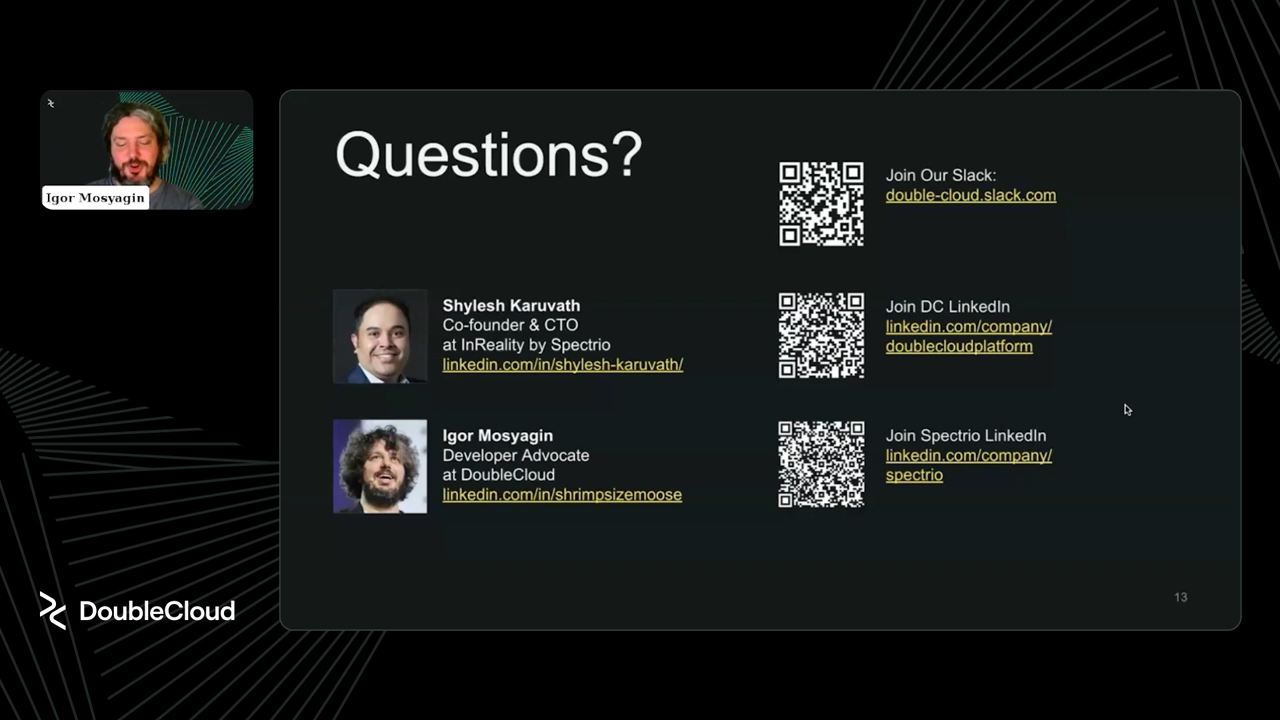 Igor Mosyagin
Questions?
Join Our Slack:
double-cloud.slack.com
Shylesh Karuvath
Co-founder & CTO
at InReality by Spectrio
linkedin.com/in/shylesh-karuvath/
Join DC LinkedIn
linkedin.com/company/
doublecloudplatform
Igor Mosyagin
Developer Advocate
at DoubleCloud
linkedin.com/in/shrimpsizemoose
Join Spectrio LinkedIn
linkedin.com/company/
spectrio
13
DoubleCloud